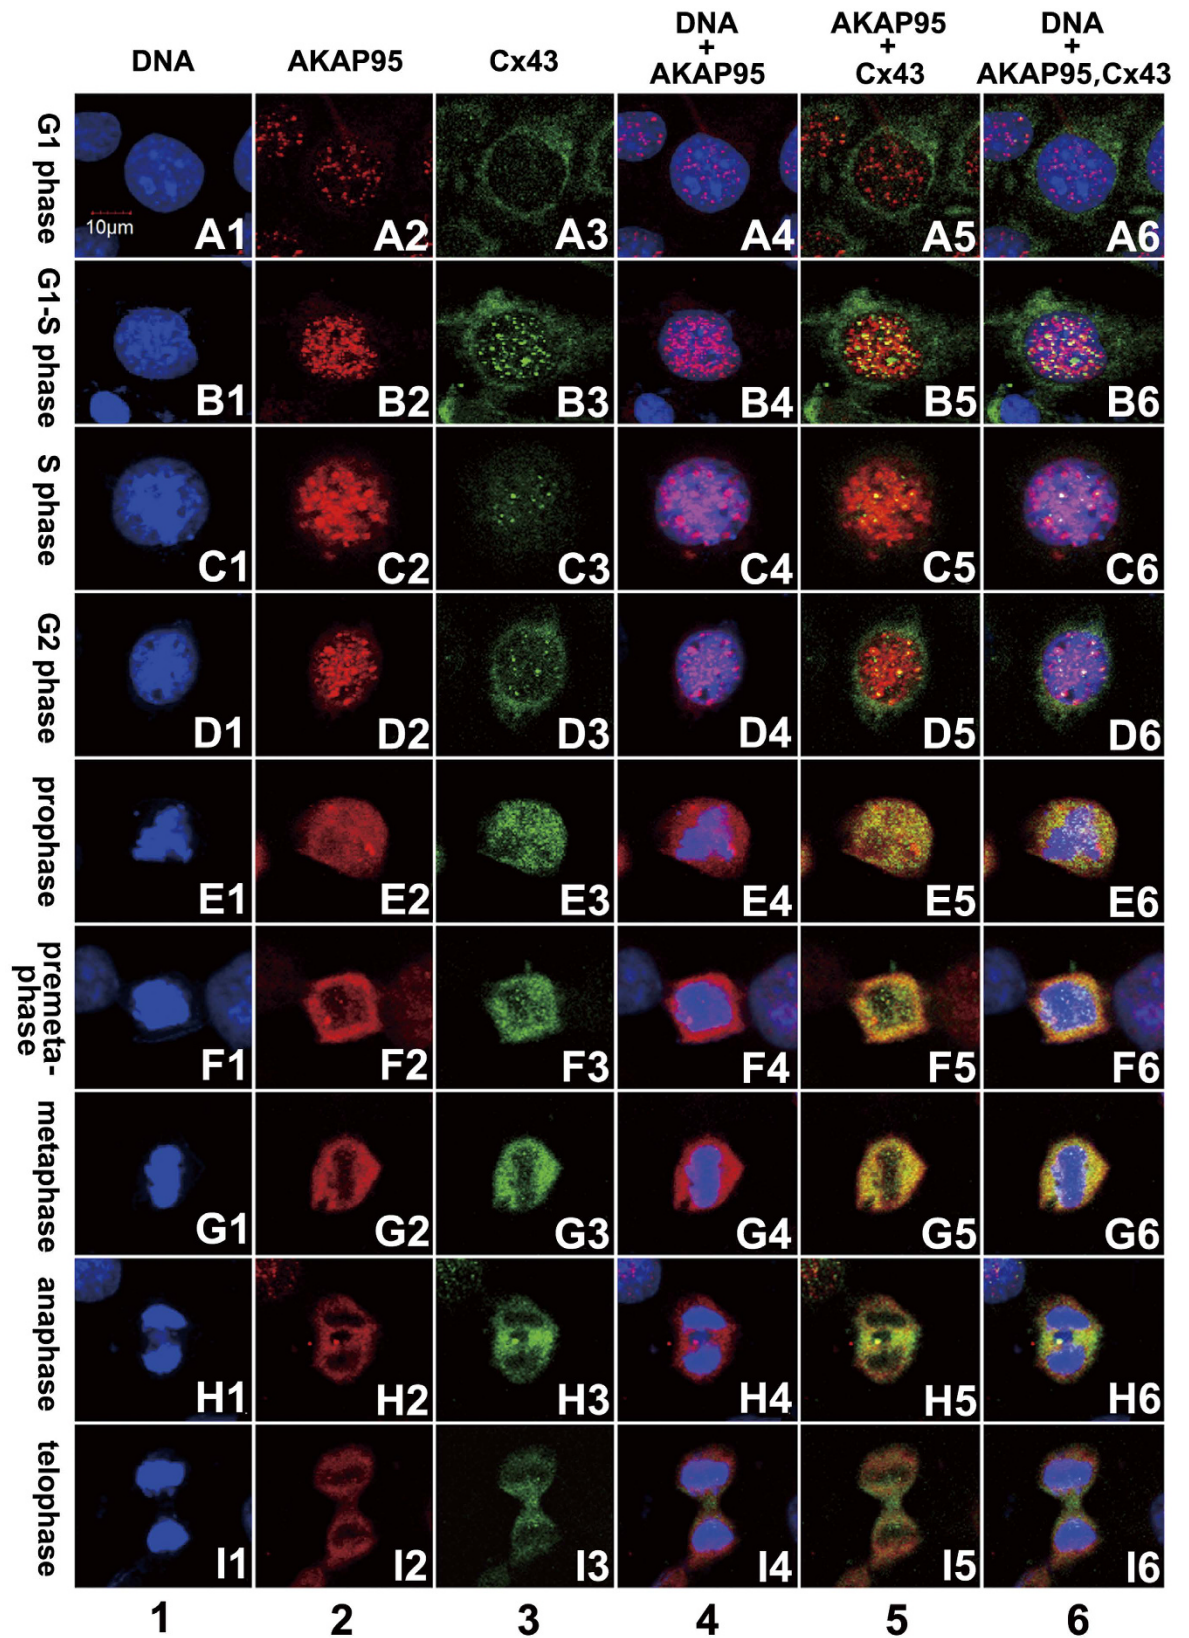 DNA
AKAP95
Cx43
DNA
+
AKAP95
AKAP95
+
Cx43
DNA
+
AKAP95,Cx43
G1 phase
10μm
A1
A2
A3
A4
A5
A6
G1-S phase
B1
B2
B3
B4
B5
B6
S phase
C1
C2
C3
C4
C5
C6
G2 phase
D1
D2
D3
D4
D5
D6
prophase
E1
E2
E3
E4
E5
E6
premeta-
phase
F1
F2
F3
F4
F5
F6
metaphase
G1
G2
G3
G4
G5
G6
anaphase
H1
H2
H3
H4
H5
H6
telophase
I1
I2
I3
I4
I5
I6
1
2
3
4
5
6